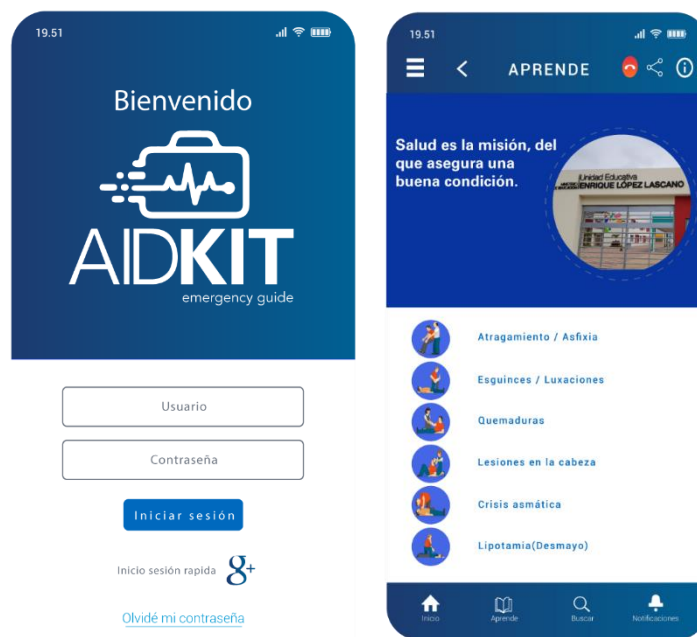 19.51
Bienvenido
AIDKIT
emergency guide
Usuario
Contraseña
Iniciar sesión
Inicio sesión rapida g+
Olvidé mi contraseña
19.51
APRENDE
Salud es la misión, del
que asegura una
buena condición.
Unidad Educativa
ENRIQUE LÓPEZ LASCANO
Atragamiento / Asfixia
Esguinces / Luxaciones
Quemaduras
Lesiones en la cabeza
Crisis asmática
Lipotamia(Desmayo)
Inicio
Aprende
Buscar
Notificaciones